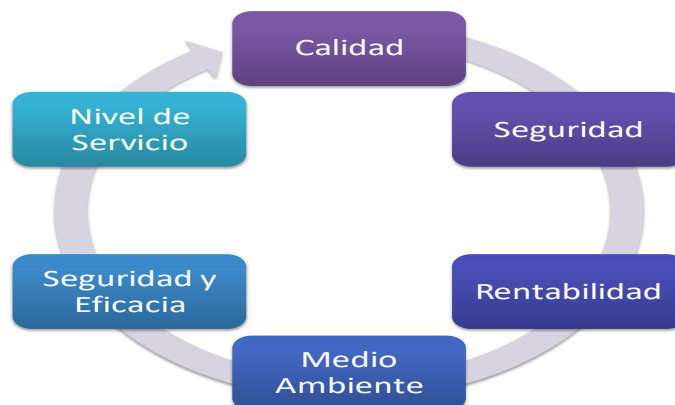 Calidad
Seguridad
Rentabilidad
Medio
Ambiente
Seguridad y
Eficacia
Nivel de
Servicio